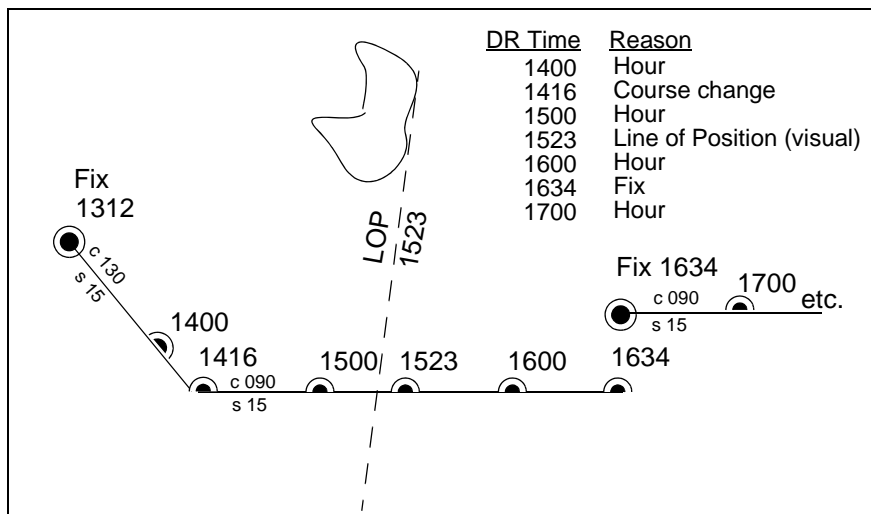 DR Time Reason
1400 Hour
1416 Course change
1500 Hour
1523 Line of Position (visual)
1600 Hour
1634 Fix
1700 Hour
Fix
1312
c 130
s 15
LOP
1523
1400
1416
c 090
s 15
1500
1523
1600
1634
Fix 1634
c 090
s 15
1700
etc.